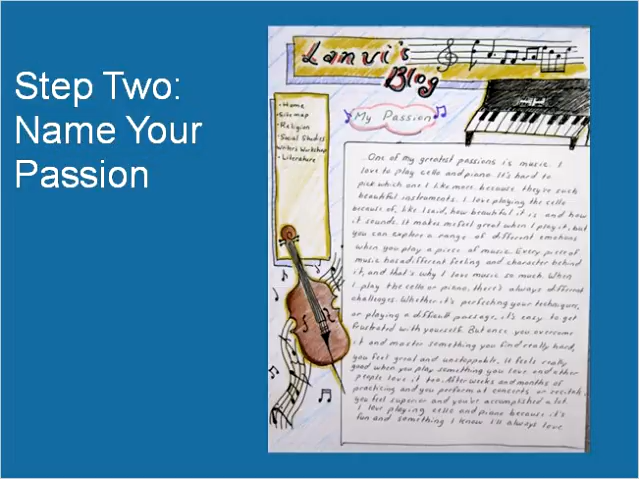 Step Two:
Name Your
Passion
Lanvi's
Blog
• Home
• Site map
• Religion
• Social Studies
Writers Workshop
• Literature
My Passion
One of my greatest passions is music. I
love to play cello and piano. It's hard to
pick which one I like more because they're such
beautiful instruments. I love playing the cello
because of, like I said, how beautiful it is and how
it sounds. It makes me feel great when I play it, but
you can explore a range of different emotions
when you play a piece of music. Every piece of
music has a different feeling and character behind
it, and that's why I love music so much. When
I play the cello or piano, there's always different
challenges. Whether it's perfecting your techniques,
or playing a difficult passage, it's easy to get
frustrated with yourself. But once you overcome
it and master something you find really hard,
you feel great and unstoppable. It feels really
good when you play something you love and other
people love it too. After weeks and months of
practicing and you perform at concerts or recitals,
you feel superior and you've accomplished a lot.
I love playing cello and piano because it's
fun and something I know I'll always love